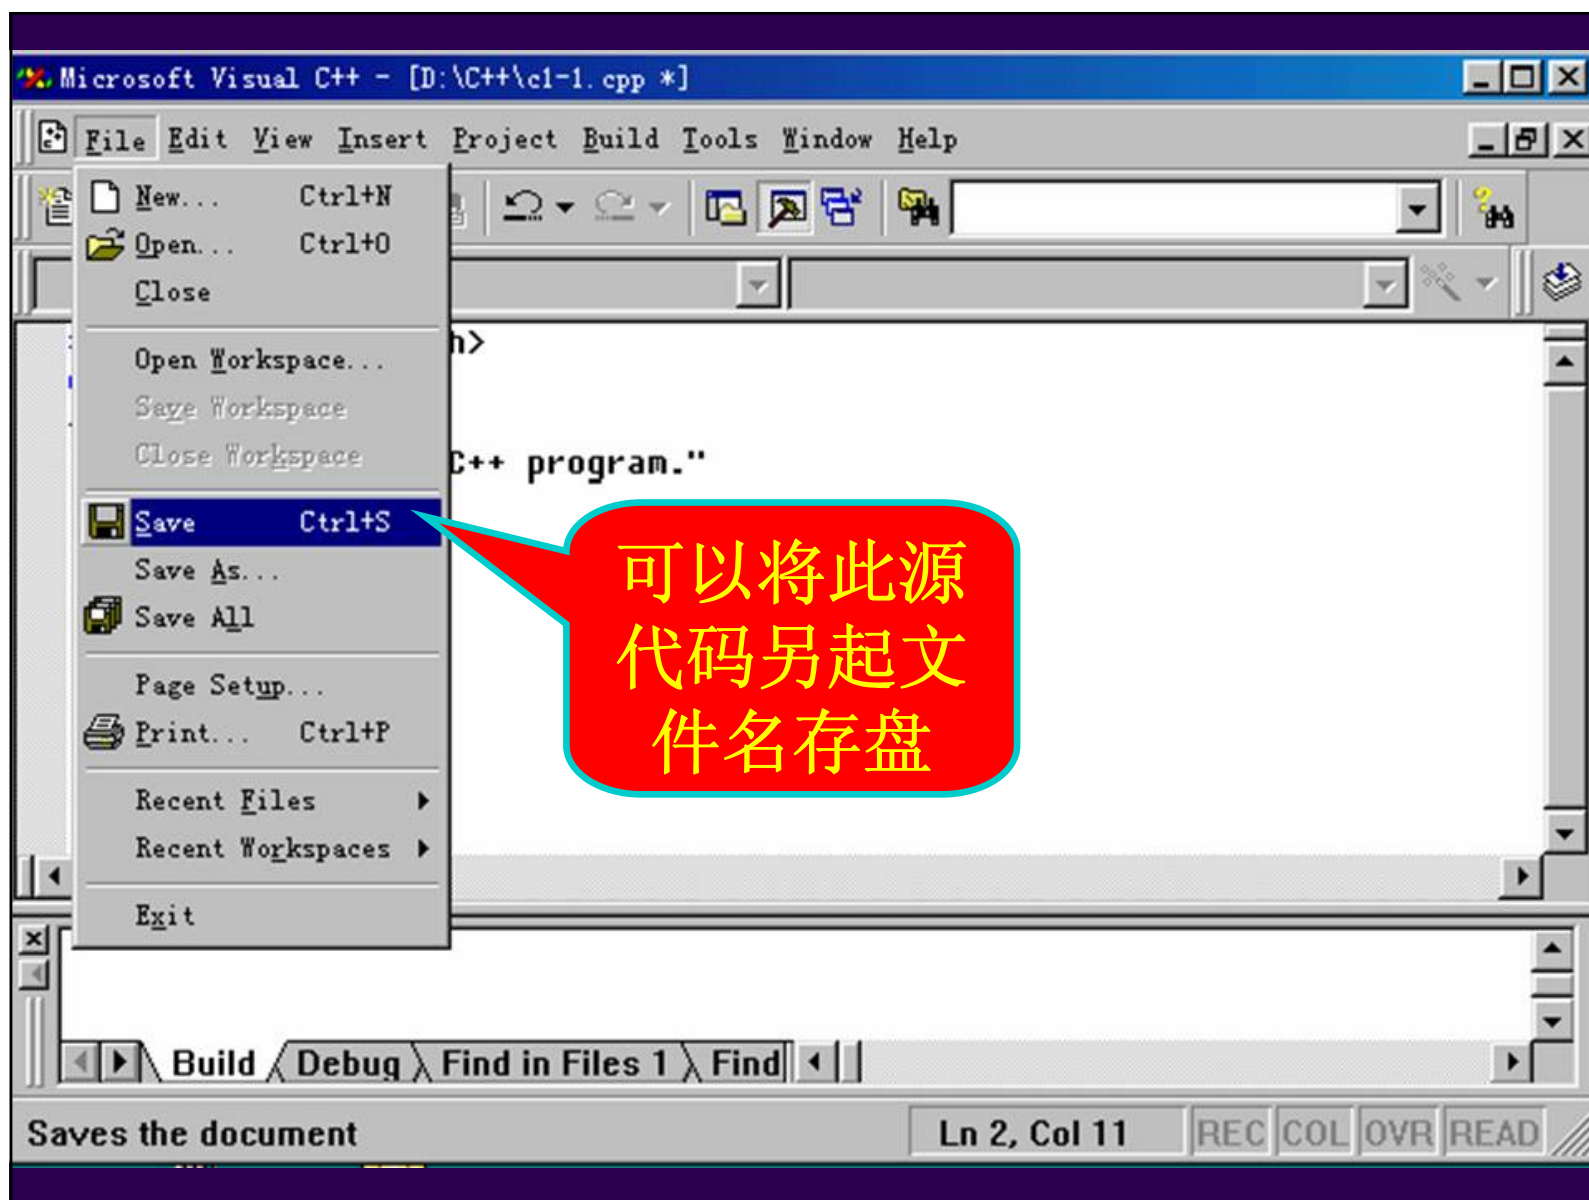 Microsoft Visual C++ - [D:\C++\c1-1.cpp *]
File Edit View Insert Project Build Tools Window Help
New... Ctrl+N
Open... Ctrl+O
Close
h>
Open Workspace...
Save Workspace
Close Workspace
C++ program."
Save Ctrl+S
Save As...
Save All
可以将此源
代码另起文
件名存盘
Page Setup...
Print... Ctrl+P
Recent Files
Recent Workspaces
Exit
Build Debug Find in Files 1 Find
Saves the document Ln 2, Col 11 REC COL OVR READ